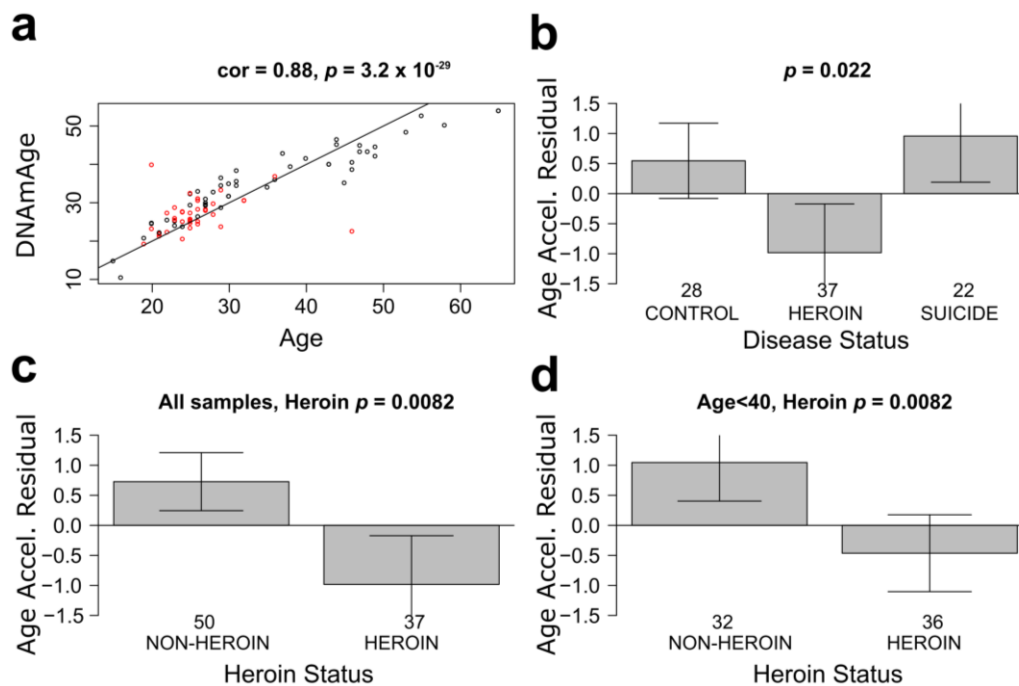 a
cor = 0.88, p = 3.2 x 10⁻²⁹
DNAmAge
50
30
10
20 30 40 50 60
Age
b
p = 0.022
Age Accel. Residual
1.5
1.0
0.5
0.0
−0.5
−1.0
−1.5
28 37 22
CONTROL HEROIN SUICIDE
Disease Status
c
All samples, Heroin p = 0.0082
Age Accel. Residual
1.5
1.0
0.5
0.0
−0.5
−1.0
−1.5
50 37
NON-HEROIN HEROIN
Heroin Status
d
Age<40, Heroin p = 0.0082
Age Accel. Residual
1.5
1.0
0.5
0.0
−0.5
−1.0
−1.5
32 36
NON-HEROIN HEROIN
Heroin Status